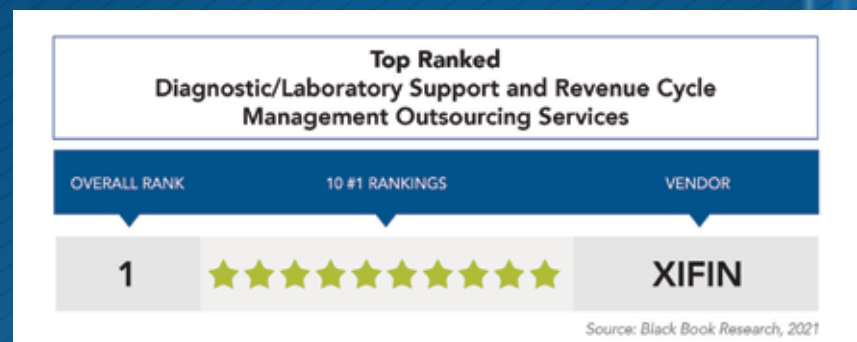 Top Ranked
Diagnostic/Laboratory Support and Revenue Cycle
Management Outsourcing Services
OVERALL RANK 10 #1 RANKINGS VENDOR
1 XIFIN
Source: Black Book Research, 2021